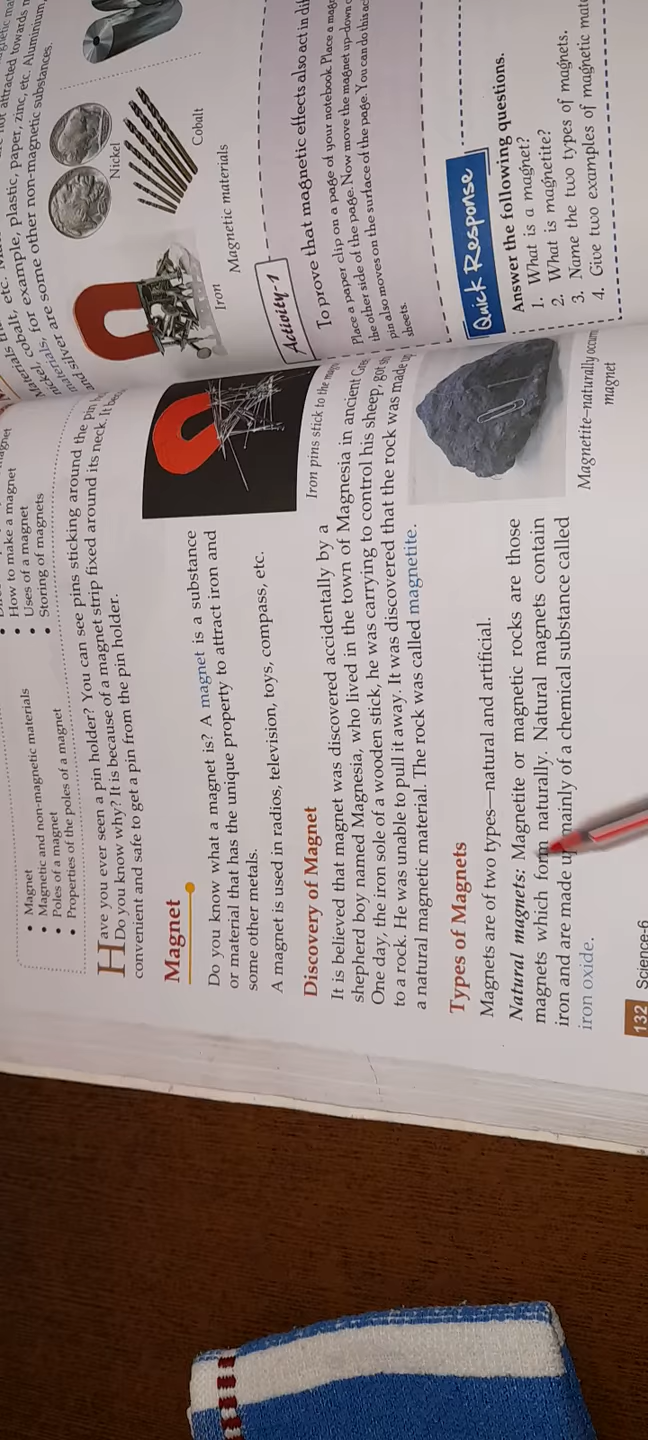 • Magnet
• Magnetic and non-magnetic materials
• Poles of a magnet
• Properties of the poles of a magnet
• How to make a magnet
• Uses of a magnet
• Storing of magnets
Have you ever seen a pin holder? You can see pins sticking around the pin
Do you know why? It is because of a magnet strip fixed around its neck. It
convenient and safe to get a pin from the pin holder.
Magnet
Do you know what a magnet is? A magnet is a substance
or material that has the unique property to attract iron and
some other metals.
A magnet is used in radios, television, toys, compass, etc.
Iron pins stick to the
Discovery of Magnet
It is believed that magnet was discovered accidentally by a
shepherd boy named Magnesia, who lived in the town of Magnesia in ancient
One day, the iron sole of a wooden stick, he was carrying to control his sheep, got
to a rock. He was unable to pull it away. It was discovered that the rock was made
a natural magnetic material. The rock was called magnetite.
Types of Magnets
Magnets are of two types—natural and artificial.
Natural magnets: Magnetite or magnetic rocks are those
magnets which form naturally. Natural magnets contain
iron and are made up mainly of a chemical substance called
iron oxide.
Magnetite–naturally
magnet
132 Science-6
not attracted towards
for example, plastic, paper, zinc, etc. Aluminium,
and silver are some other non-magnetic substances.
Nickel
Iron
Cobalt
Magnetic materials
Activity-1
To prove that magnetic effects also act in
Place a paper clip on a page of your notebook. Place a
the other side of the page. Now move the magnet up-down
pin also moves on the surface of the page. You can do this
sheets.
Quick Response
Answer the following questions.
1. What is a magnet?
2. What is magnetite?
3. Name the two types of magnets.
4. Give two examples of magnetic